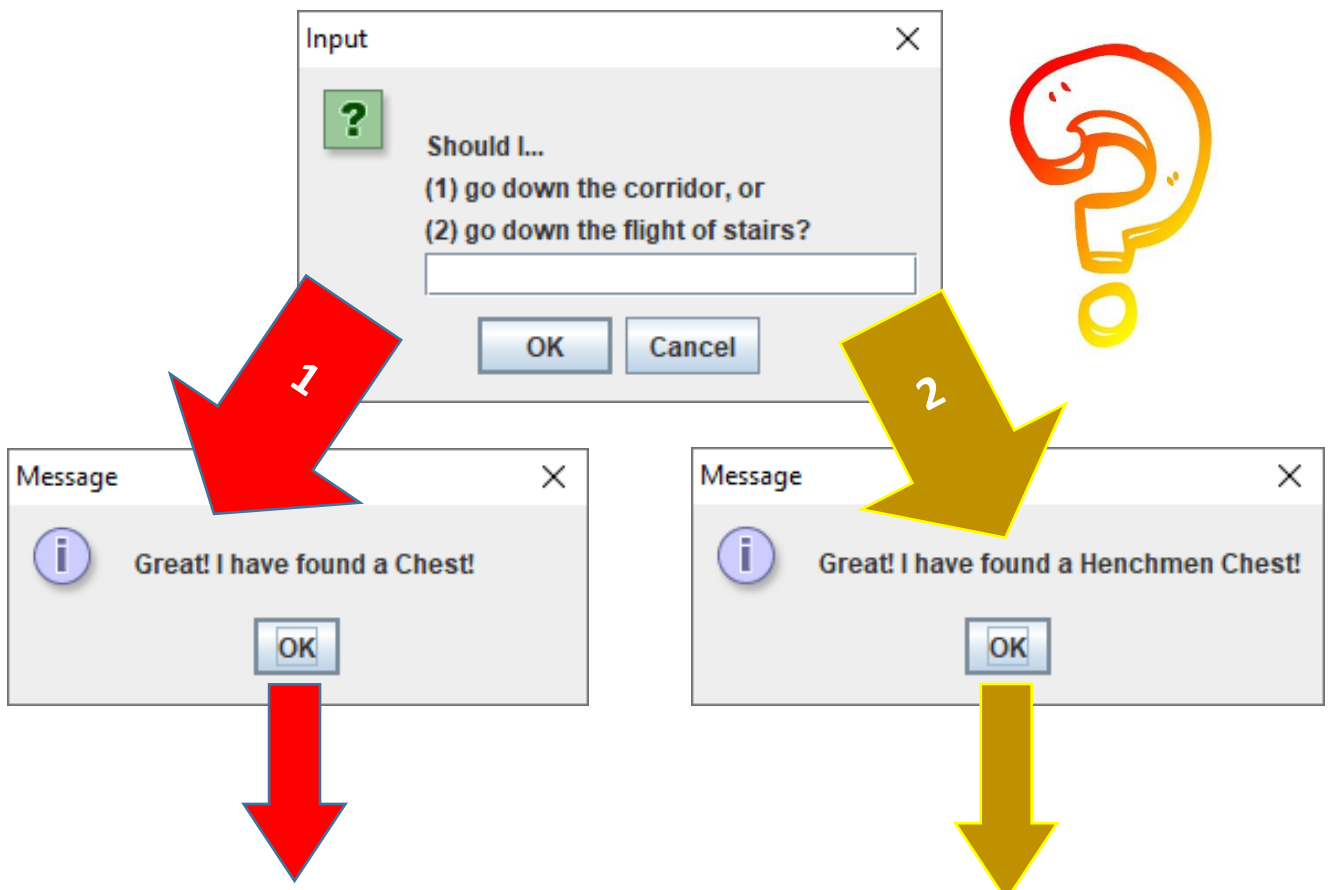 Input
?
Should I...
(1) go down the corridor, or
(2) go down the flight of stairs?
OK Cancel
1 2
Message
i Great! I have found a Chest!
OK
Message
i Great! I have found a Henchmen Chest!
OK